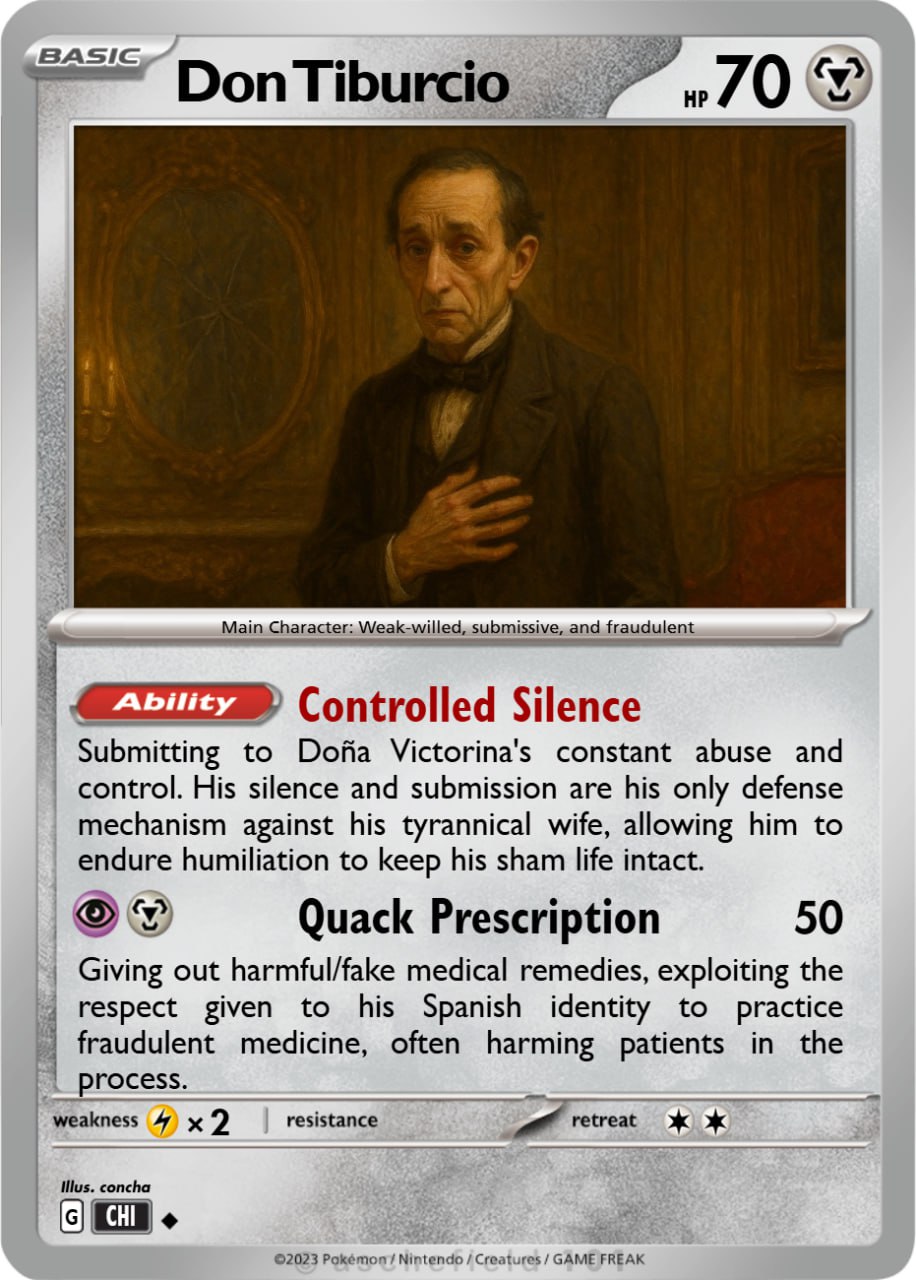 BASIC
Don Tiburcio
HP 70
Main Character: Weak-willed, submissive, and fraudulent
Ability Controlled Silence
Submitting to Doña Victorina's constant abuse and
control. His silence and submission are his only defense
mechanism against his tyrannical wife, allowing him to
endure humiliation to keep his sham life intact.
Quack Prescription 50
Giving out harmful/fake medical remedies, exploiting the
respect given to his Spanish identity to practice
fraudulent medicine, often harming patients in the
process.
weakness × 2 resistance retreat
Illus. concha
G CHI
©2023 Pokémon / Nintendo / Creatures / GAME FREAK